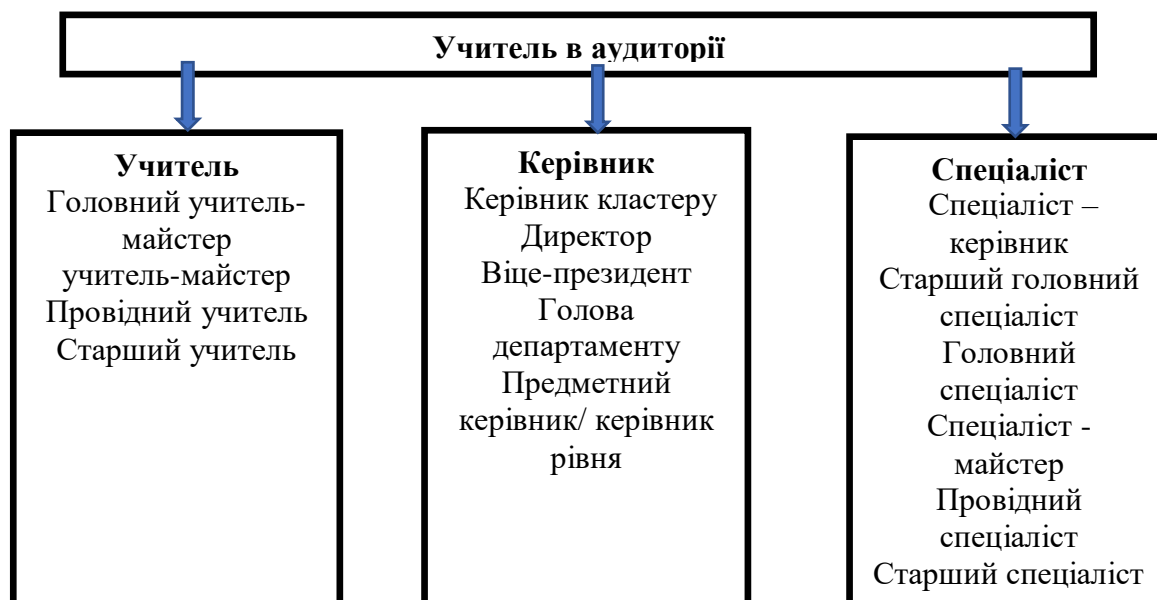 Учитель в аудиторії
Учитель
Головний учитель-
майстер
учитель-майстер
Провідний учитель
Старший учитель
Керівник
Керівник кластеру
Директор
Віце-президент
Голова
департаменту
Предметний
керівник/ керівник
рівня
Спеціаліст
Спеціаліст –
керівник
Старший головний
спеціаліст
Головний
спеціаліст
Спеціаліст -
майстер
Провідний
спеціаліст
Старший спеціаліст